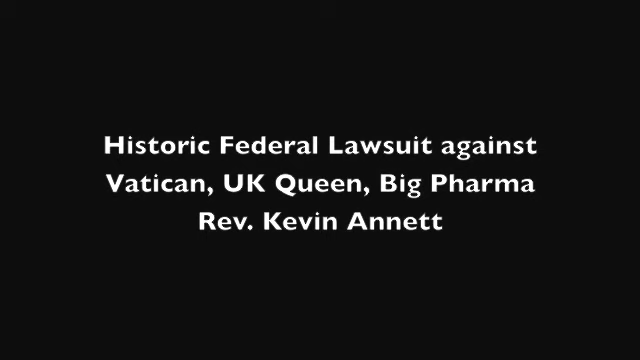 Historic Federal Lawsuit against
Vatican, UK Queen, Big Pharma
Rev. Kevin Annett